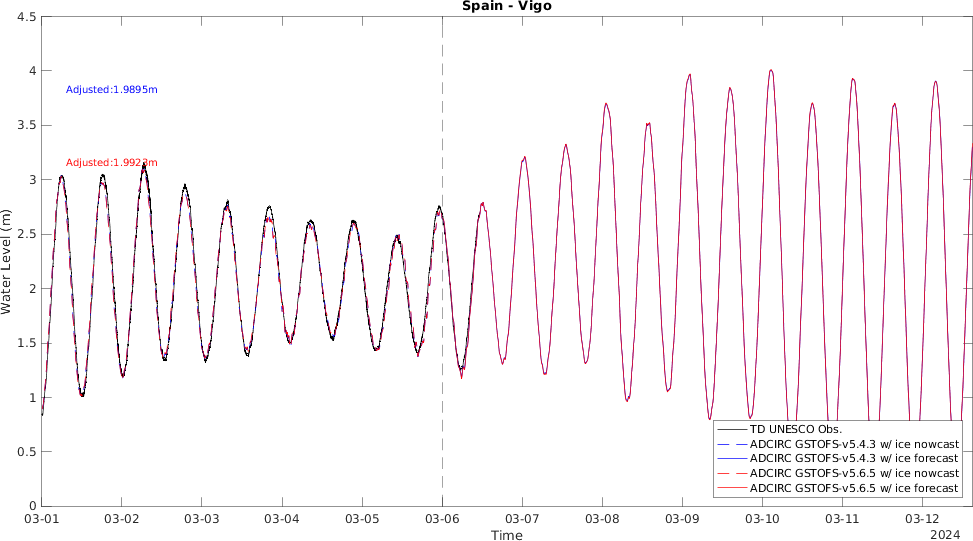 Spain - Vigo
4.5
4
3.5
3
2.5
2
1.5
1
0.5
0
Water Level (m)
Adjusted:1.9895m
Adjusted:1.9923m
TD UNESCO Obs.
ADCIRC GSTOFS-v5.4.3 w/ ice nowcast
ADCIRC GSTOFS-v5.4.3 w/ ice forecast
ADCIRC GSTOFS-v5.6.5 w/ ice nowcast
ADCIRC GSTOFS-v5.6.5 w/ ice forecast
03-01 03-02 03-03 03-04 03-05 03-06 03-07 03-08 03-09 03-10 03-11 03-12
Time
2024